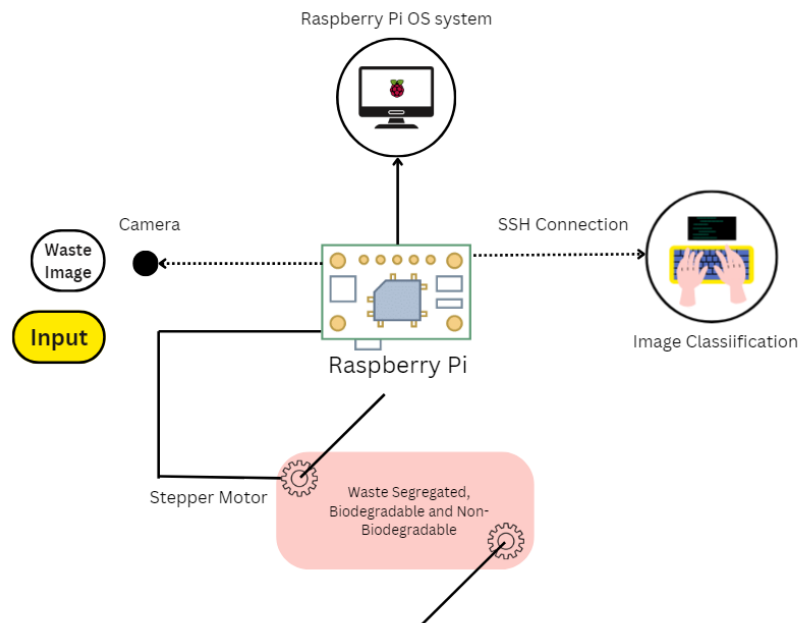 Raspberry Pi OS system
Camera
SSH Connection
Waste
Image
Input
Image Classiification
Raspberry Pi
Stepper Motor
Waste Segregated,
Biodegradable and Non-
Biodegradable